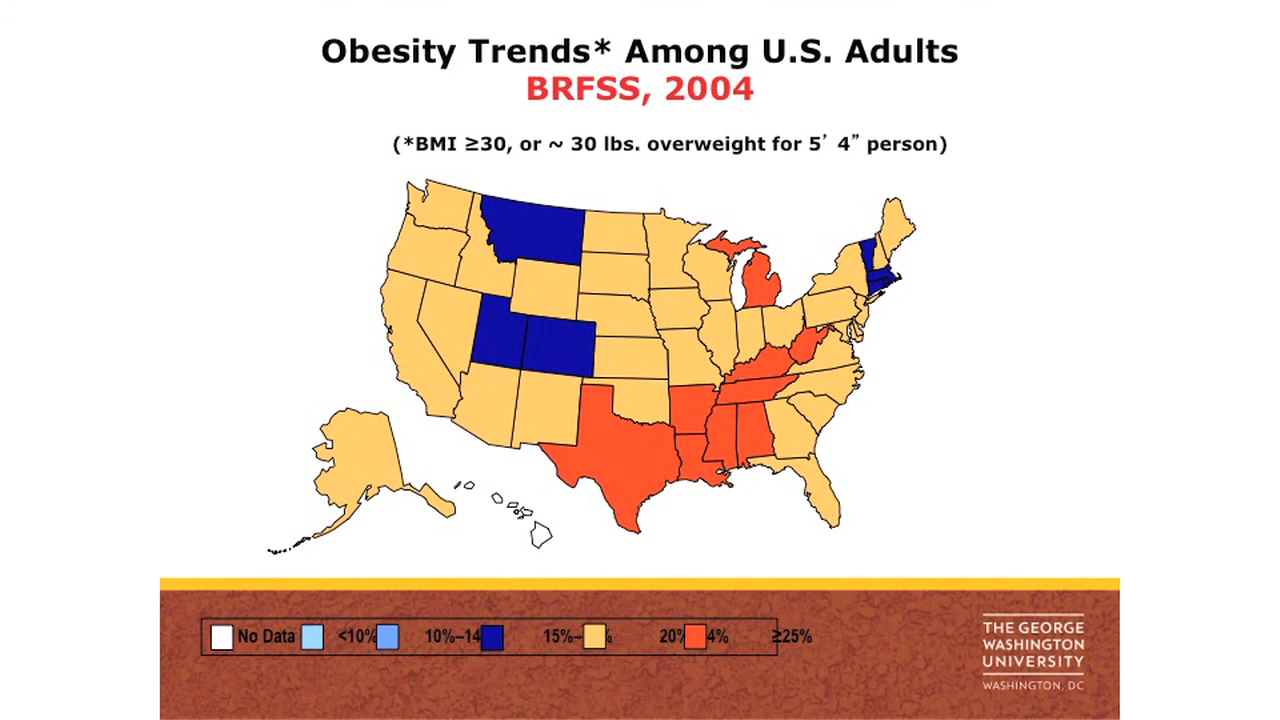 Obesity Trends* Among U.S. Adults
BRFSS, 2004
(*BMI ≥30, or ~ 30 lbs. overweight for 5’ 4” person)
No Data <10% 10%–14 15%– % 20% 4% ≥25%
THE GEORGE
WASHINGTON
UNIVERSITY
WASHINGTON, DC